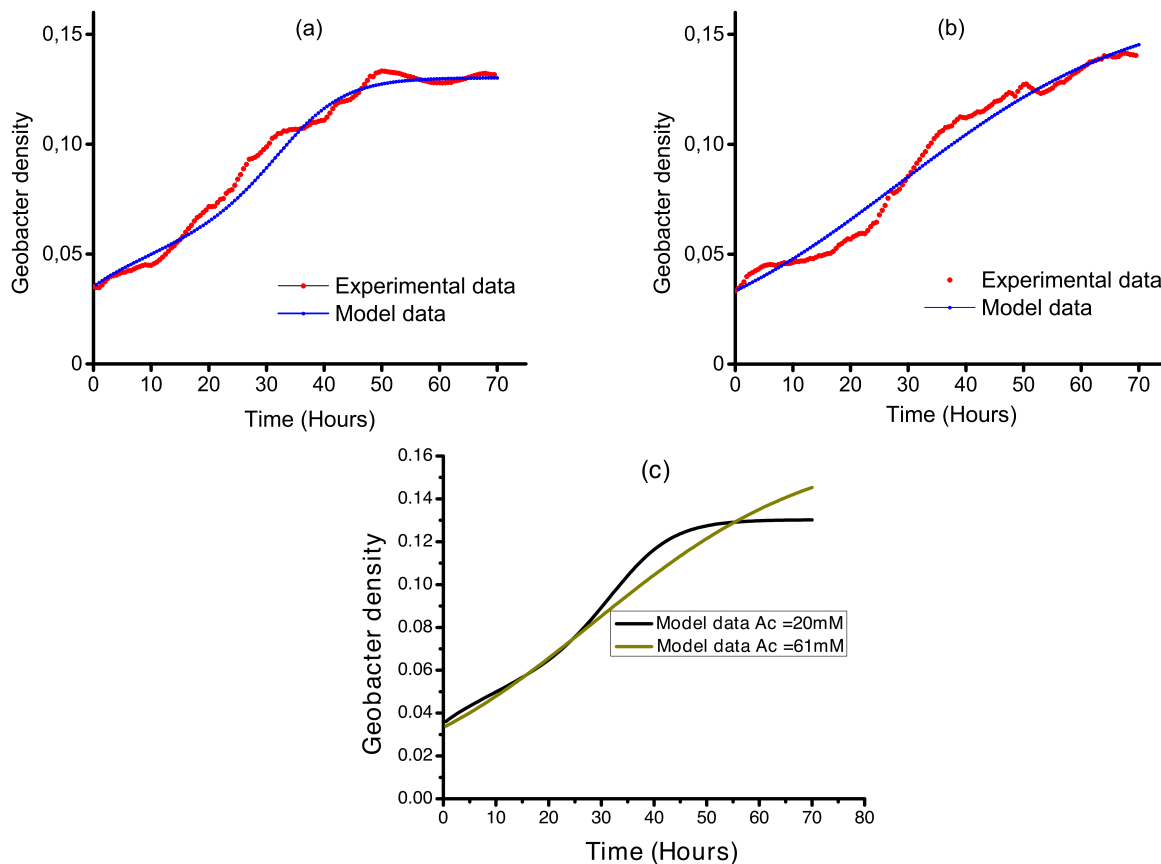 (a)
0,15
0,10
0,05
0
Geobacter density
Experimental data
Model data
0 10 20 30 40 50 60 70
Time (Hours)
(b)
0,15
0,10
0,05
0
Geobacter density
Experimental data
Model data
0 10 20 30 40 50 60 70
Time (Hours)
(c)
0.16
0.14
0.12
0.10
0.08
0.06
0.04
0.02
0.00
Geobacter density
Model data Ac =20mM
Model data Ac =61mM
0 10 20 30 40 50 60 70 80
Time (Hours)